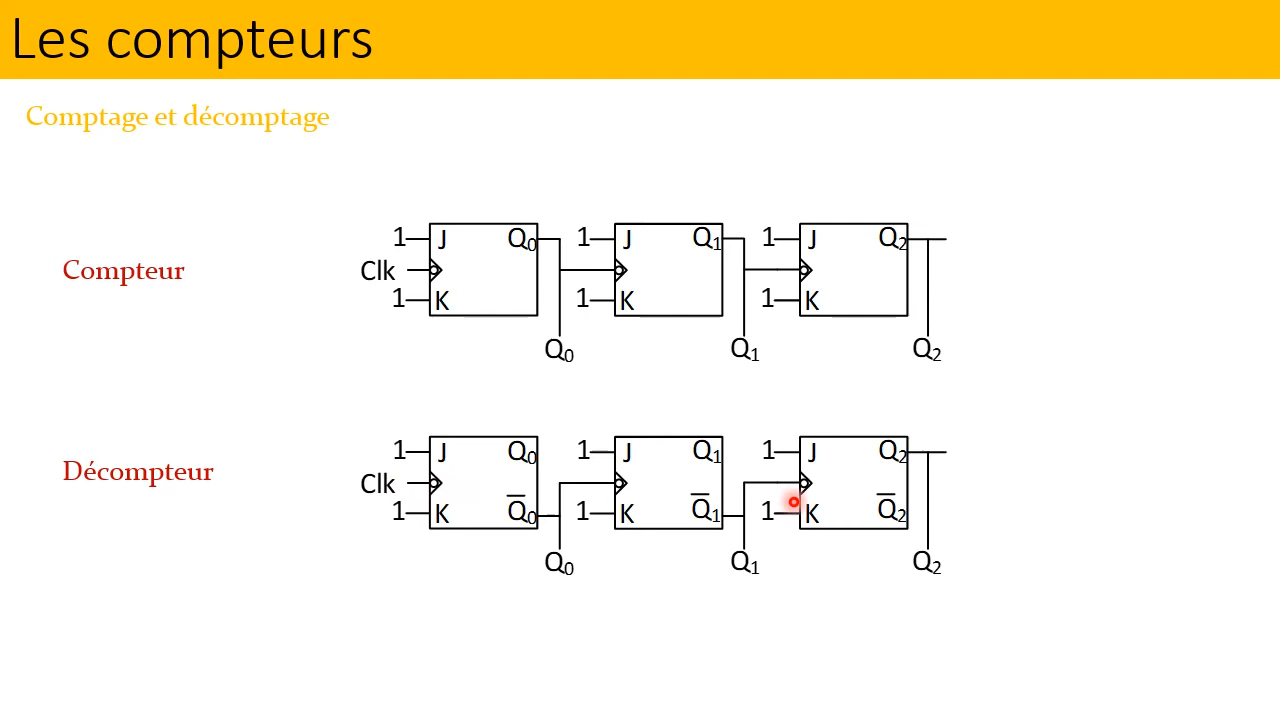 Les compteurs
Comptage et décomptage
1 J Q₀ 1 J Q₁ 1 J Q₂
Compteur Clk
1 K 1 K 1 K
Q₀ Q₁ Q₂
1 J Q₀ 1 J Q₁ 1 J Q₂
Décompteur Clk
1 K Q̅₀ 1 K Q̅₁ 1 K Q̅₂
Q₀ Q₁ Q₂